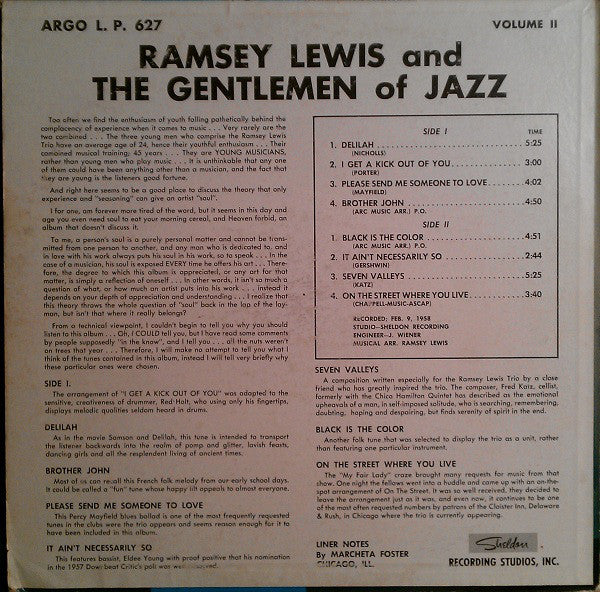 ARGO L. P. 627
VOLUME II
RAMSEY LEWIS and
THE GENTLEMEN of JAZZ
Too often we find the enthusiasm of youth falling pathetically behind the
complacency of experience when it comes to music . . . Very rarely are the
two combined . . . The three young men who comprise the Ramsey Lewis
Trio have an average age of 24, hence their youthful enthusiasm . . . Their
combined musical training; 45 years . . . . They are YOUNG MUSICIANS,
rather than young men who play music . . . It is unthinkable that any one
of them could have been anything other than a musician, and the fact that
they are young is the listeners good fortune.
And right here seems to be a good place to discuss the theory that only
experience and "seasoning" can give an artist "soul".
I for one, am forever more tired of the word, but it seems in this day and
age you even need soul to eat your morning cereal, and Heaven forbid, an
album that doesn't discuss it.
To me, a person's soul is a purely personal matter and cannot be trans-
mitted from one person to another, and any man who is dedicated to, and
in love with his work always puts his soul in his work, so to speak . . . In the
case of a musician, his soul is exposed EVERY time he offers his art . . . There-
fore, the degree to which this album is appreciated, or any art for that
matter, is simply a reflection of oneself . . . In other words, it isn't so much a
question of what, or how much an artist puts into his work . . . instead it
depends on your depth of appreciation and understanding . . . I realize that
this theory throws the whole question of "soul" back in the lap of the lay-
man, but isn't that where it really belongs?
From a technical viewpoint, I couldn't begin to tell you why you should
listen to this album . . . Oh, I COULD tell you, but I have read some comments
by people supposedly "in the know", and I tell you . . . all the nuts weren't
on trees that year . . . Therefore, I will make no attempt to tell you what I
think of the tunes contained in this album, instead I will tell very briefly why
these particular ones were chosen.
SIDE I.
The arrangement of "I GET A KICK OUT OF YOU" was adapted to the
sensitive, creativeness of drummer, Red Holt, who using only his fingertips,
displays melodic qualities seldom heard in drums.
DELILAH
As in the movie Samson and Delilah, this tune is intended to transport
the listener backwards into the realm of pomp and glitter, lavish feasts,
dancing girls and all the resplendent living of ancient times.
BROTHER JOHN
Most of us can recall this French folk melody from our early school days.
It could be called a "fun" tune whose happy lilt appeals to almost everyone.
PLEASE SEND ME SOMEONE TO LOVE
This Percy Mayfield blues ballad is one of the most frequently requested
tunes in the clubs were the trio appears and seems reason enough for it to
have been included in this album.
IT AIN'T NECESSARILY SO
This features bassist, Eldee Young with proof positive that his nomination
in the 1957 Down beat Critic's poll was well deserved.
SIDE I
TIME
1. DELILAH 5:25
(NICHOLLS)
2. I GET A KICK OUT OF YOU 3:00
(PORTER)
3. PLEASE SEND ME SOMEONE TO LOVE 4:02
(MAYFIELD)
4. BROTHER JOHN 4:50
(ARC MUSIC ARR.) P.O.
SIDE II
1. BLACK IS THE COLOR 4:51
(ARC MUSIC ARR.) P.O.
2. IT AIN'T NECESSARILY SO 2:44
(GERSHWIN)
3. SEVEN VALLEYS 5:25
(KATZ)
4. ON THE STREET WHERE YOU LIVE 3:40
(CHAPPELL-MUSIC-ASCAP)
RECORDED: FEB. 9, 1958
STUDIO—SHELDON RECORDING
ENGINEER—J. WIENER
MUSICAL ARR. RAMSEY LEWIS
SEVEN VALLEYS
A composition written especially for the Ramsey Lewis Trio by a close
friend who has greatly inspired the trio. The composer, Fred Katz, cellist,
formerly with the Chico Hamilton Quintet has described as the emotional
upheavals of a man, in self-imposed solitude, who is searching, remembering,
doubting, hoping and despairing, but finds serenity of spirit in the end.
BLACK IS THE COLOR
Another folk tune that was selected to display the trio as a unit, rather
than featuring one particular instrument.
ON THE STREET WHERE YOU LIVE
The "My Fair Lady" craze brought many requests for music from that
show. One night the fellows went into a huddle and came up with an on-the-
spot arrangement of On The Street. It was so well received, they decided to
leave the arrangement just as it was, and even now, it continues to be one
of the most often requested numbers by patrons of the Cloister Inn, Delaware
& Rush, in Chicago where the trio is currently appearing.
LINER NOTES
By MARCHETA FOSTER
CHICAGO, ILL.
Sheldon
RECORDING STUDIOS, INC.